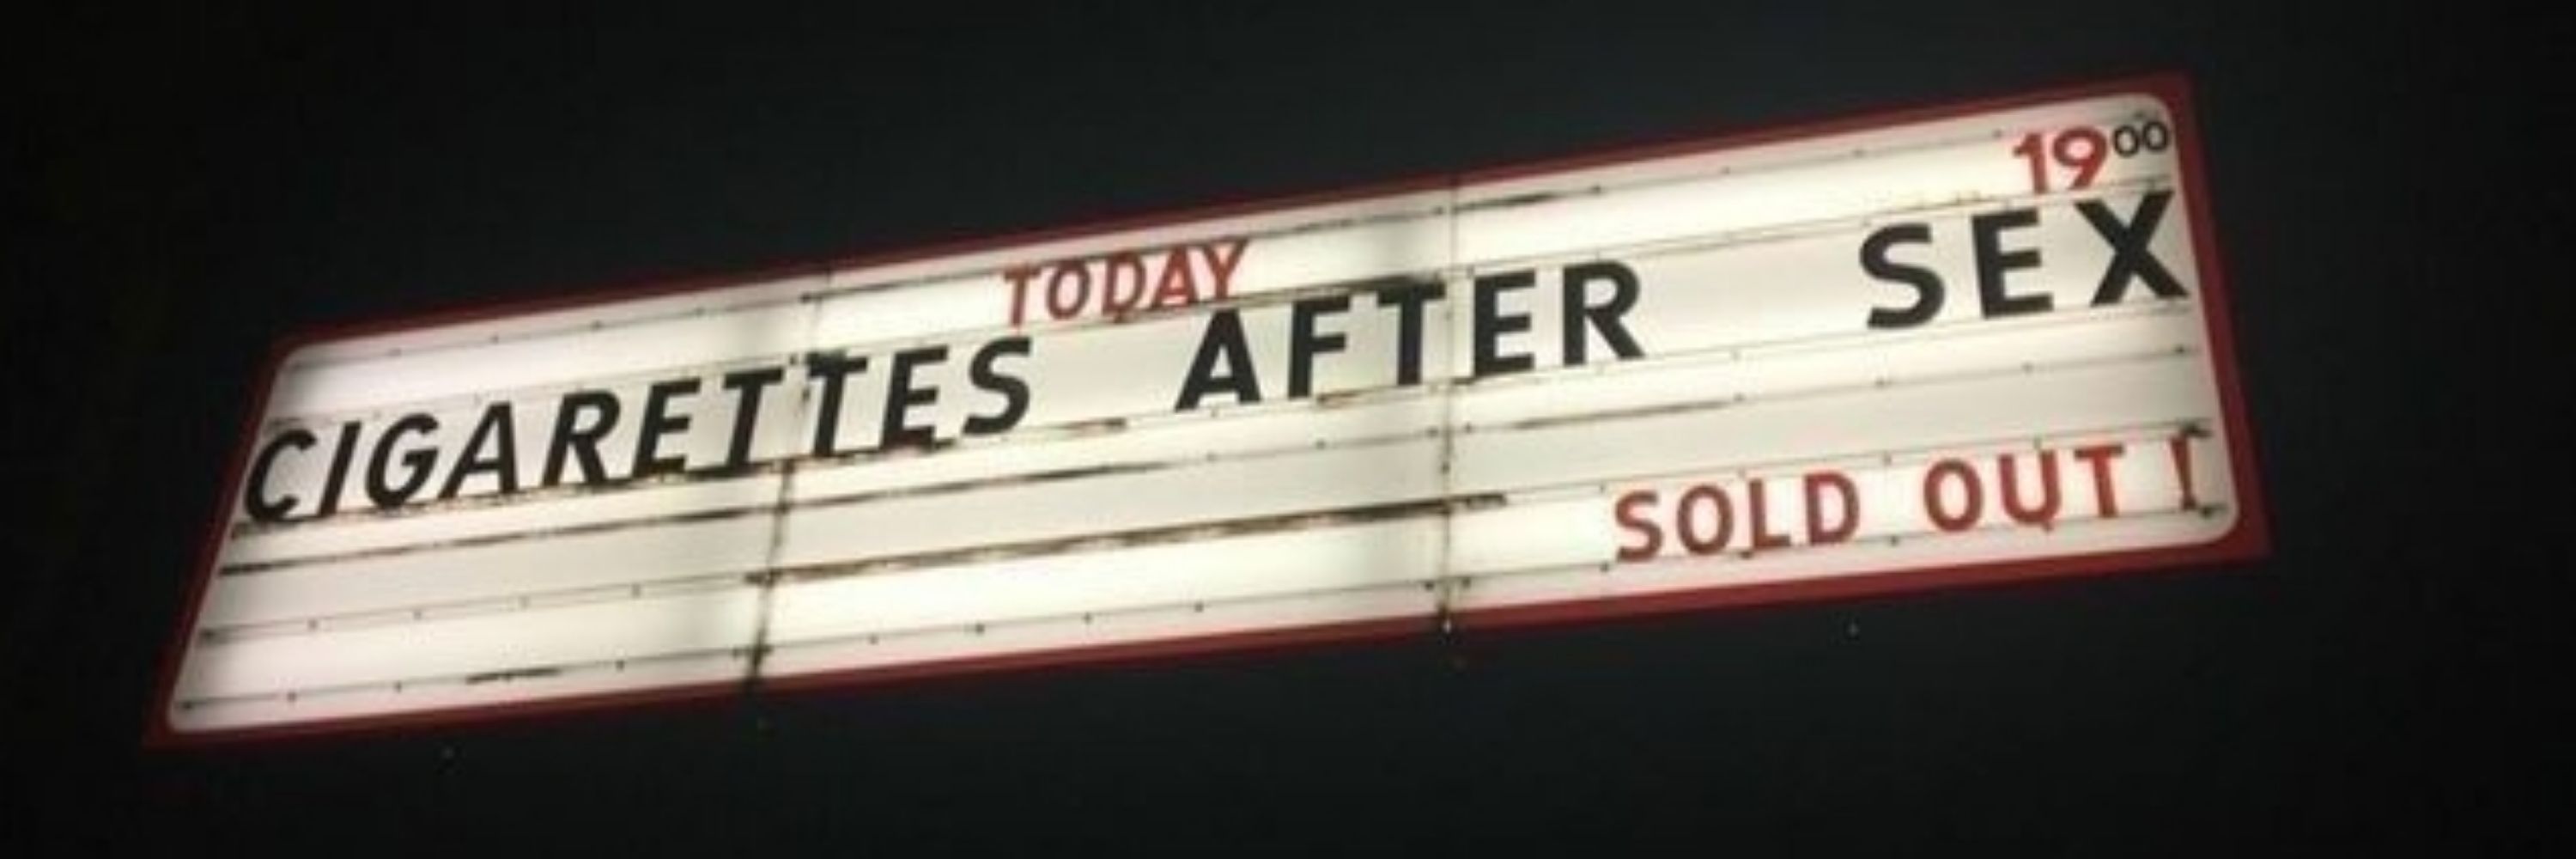 1900
TODAY
CIGARETTES AFTER SEX
SOLD OUT!